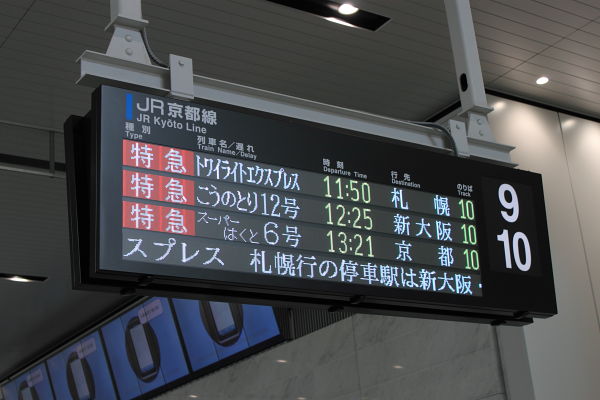 JR京都線
JR Kyōto Line
種別 列車名/遅れ 時刻 行先 のりば
Type Train Name/Delay Departure Time Destination Track
特急 トワイライトエクスプレス 11:50 札幌 10
特急 こうのとり12号 12:25 新大阪 10
特急 スーパーはくと6号 13:21 京都 10
スプレス 札幌行の停車駅は新大阪・
9
10